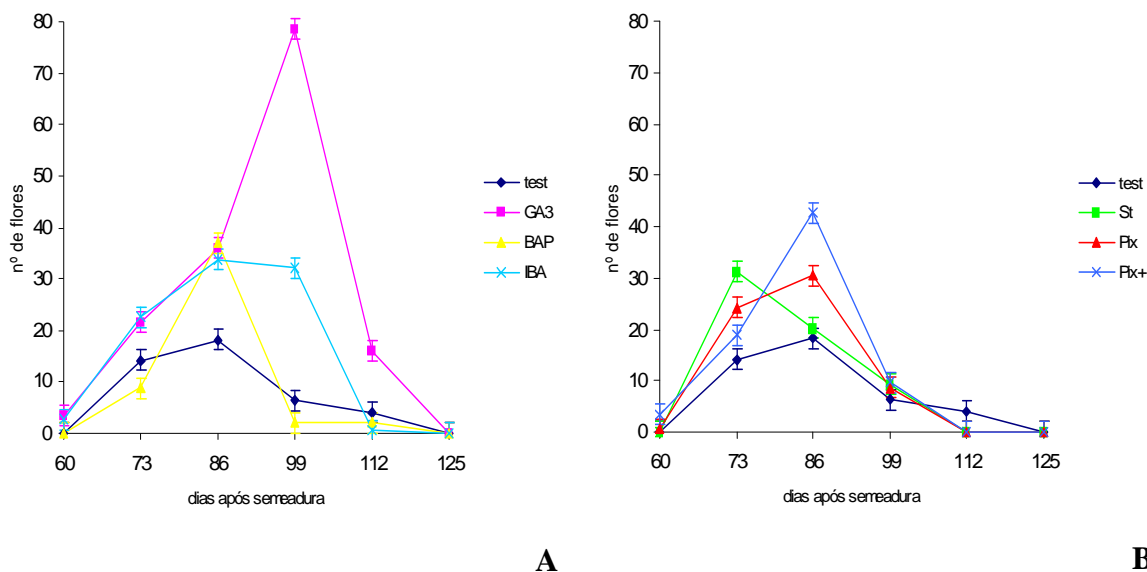 80
70
60
50
40
30
20
10
0
nº de flores
60 73 86 99 112 125
dias após semeadura
test
GA3
BAP
IBA
A
80
70
60
50
40
30
20
10
0
nº de flores
60 73 86 99 112 125
dias após semeadura
test
St
Pix
Pix+
B